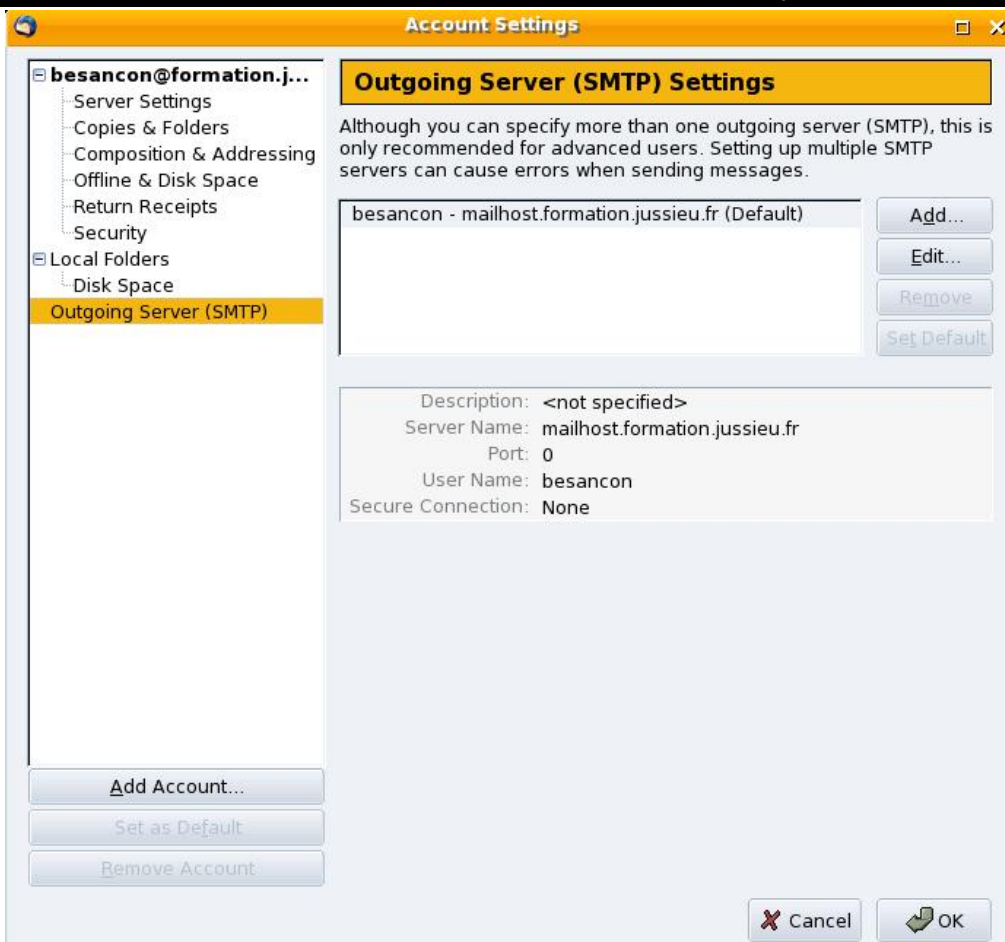 Account Settings
besancon@formation.j...
Server Settings
Copies & Folders
Composition & Addressing
Offline & Disk Space
Return Receipts
Security
Local Folders
Disk Space
Outgoing Server (SMTP)
Add Account...
Set as Default
Remove Account
Outgoing Server (SMTP) Settings
Although you can specify more than one outgoing server (SMTP), this is
only recommended for advanced users. Setting up multiple SMTP
servers can cause errors when sending messages.
besancon - mailhost.formation.jussieu.fr (Default)
Add...
Edit...
Remove
Set Default
Description: <not specified>
Server Name: mailhost.formation.jussieu.fr
Port: 0
User Name: besancon
Secure Connection: None
Cancel
OK